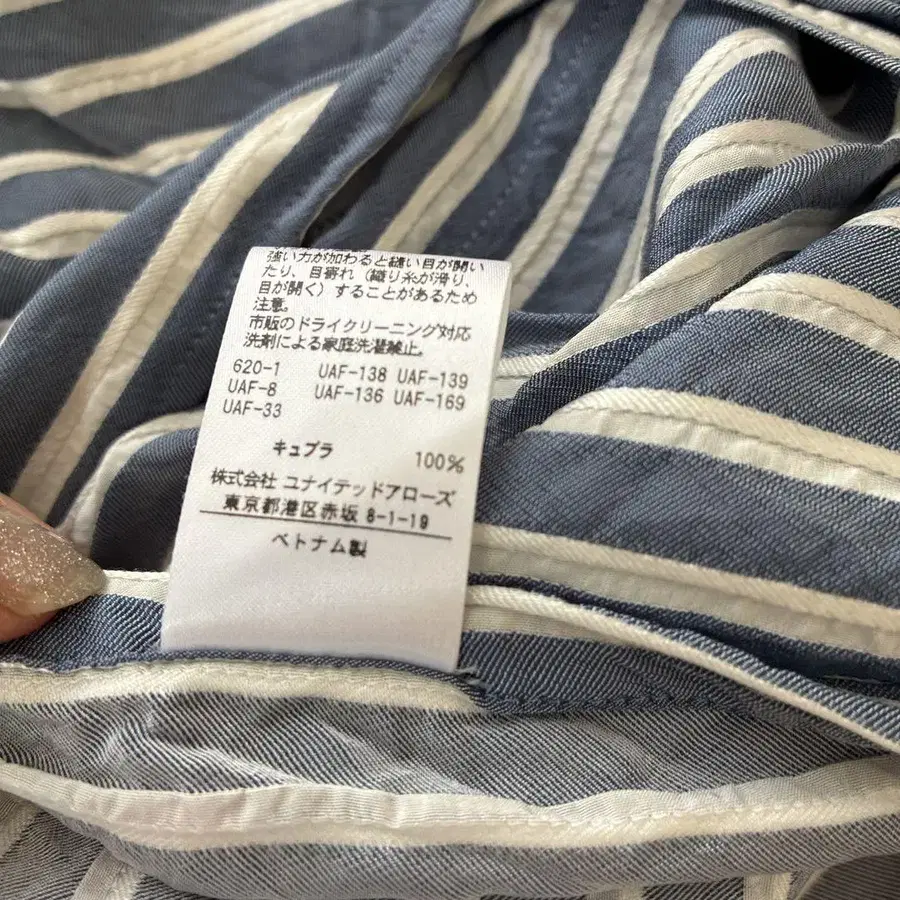 強い力が加わると縫い目が開い
たり、目寄れ（織り糸が滑り、
目が開く）することがあるため
注意。
市販のドライクリーニング対応
洗剤による家庭洗濯禁止。
620-1 UAF-138 UAF-139
UAF-8 UAF-136 UAF-169
UAF-33
キュプラ 100%
株式会社 ユナイテッドアローズ
東京都港区赤坂 8-1-19
ベトナム製